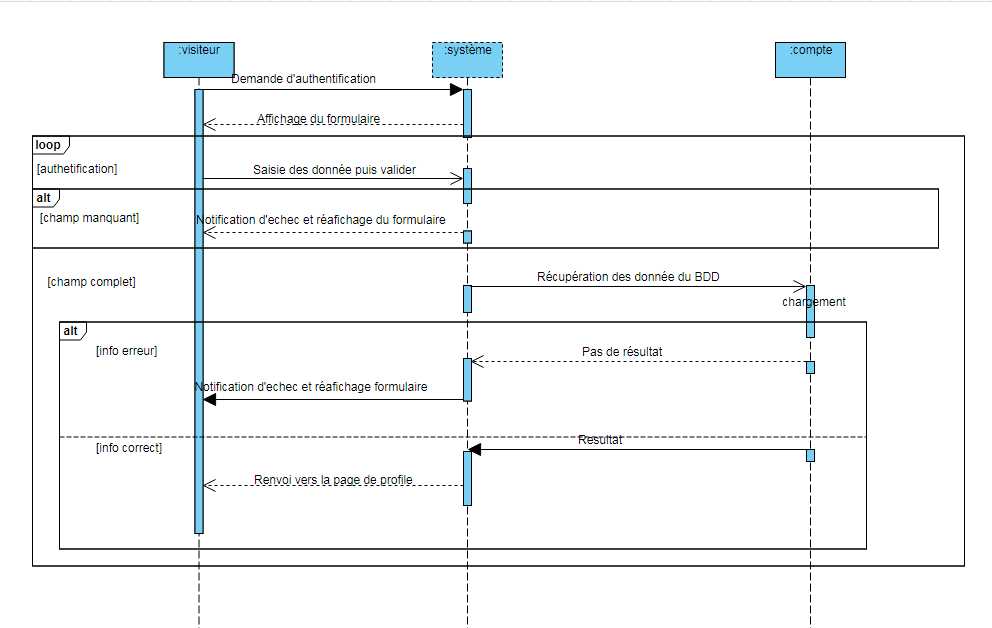 :visiteur
:système
:compte
Demande d'authentification
Affichage du formulaire
loop
[authetification]
Saisie des donnée puis valider
alt
[champ manquant]
Notification d'echec et réafichage du formulaire
[champ complet]
Récupération des donnée du BDD
chargement
alt
[info erreur]
Pas de résultat
Notification d'echec et réafichage formulaire
[info correct]
Resultat
Renvoi vers la page de profile